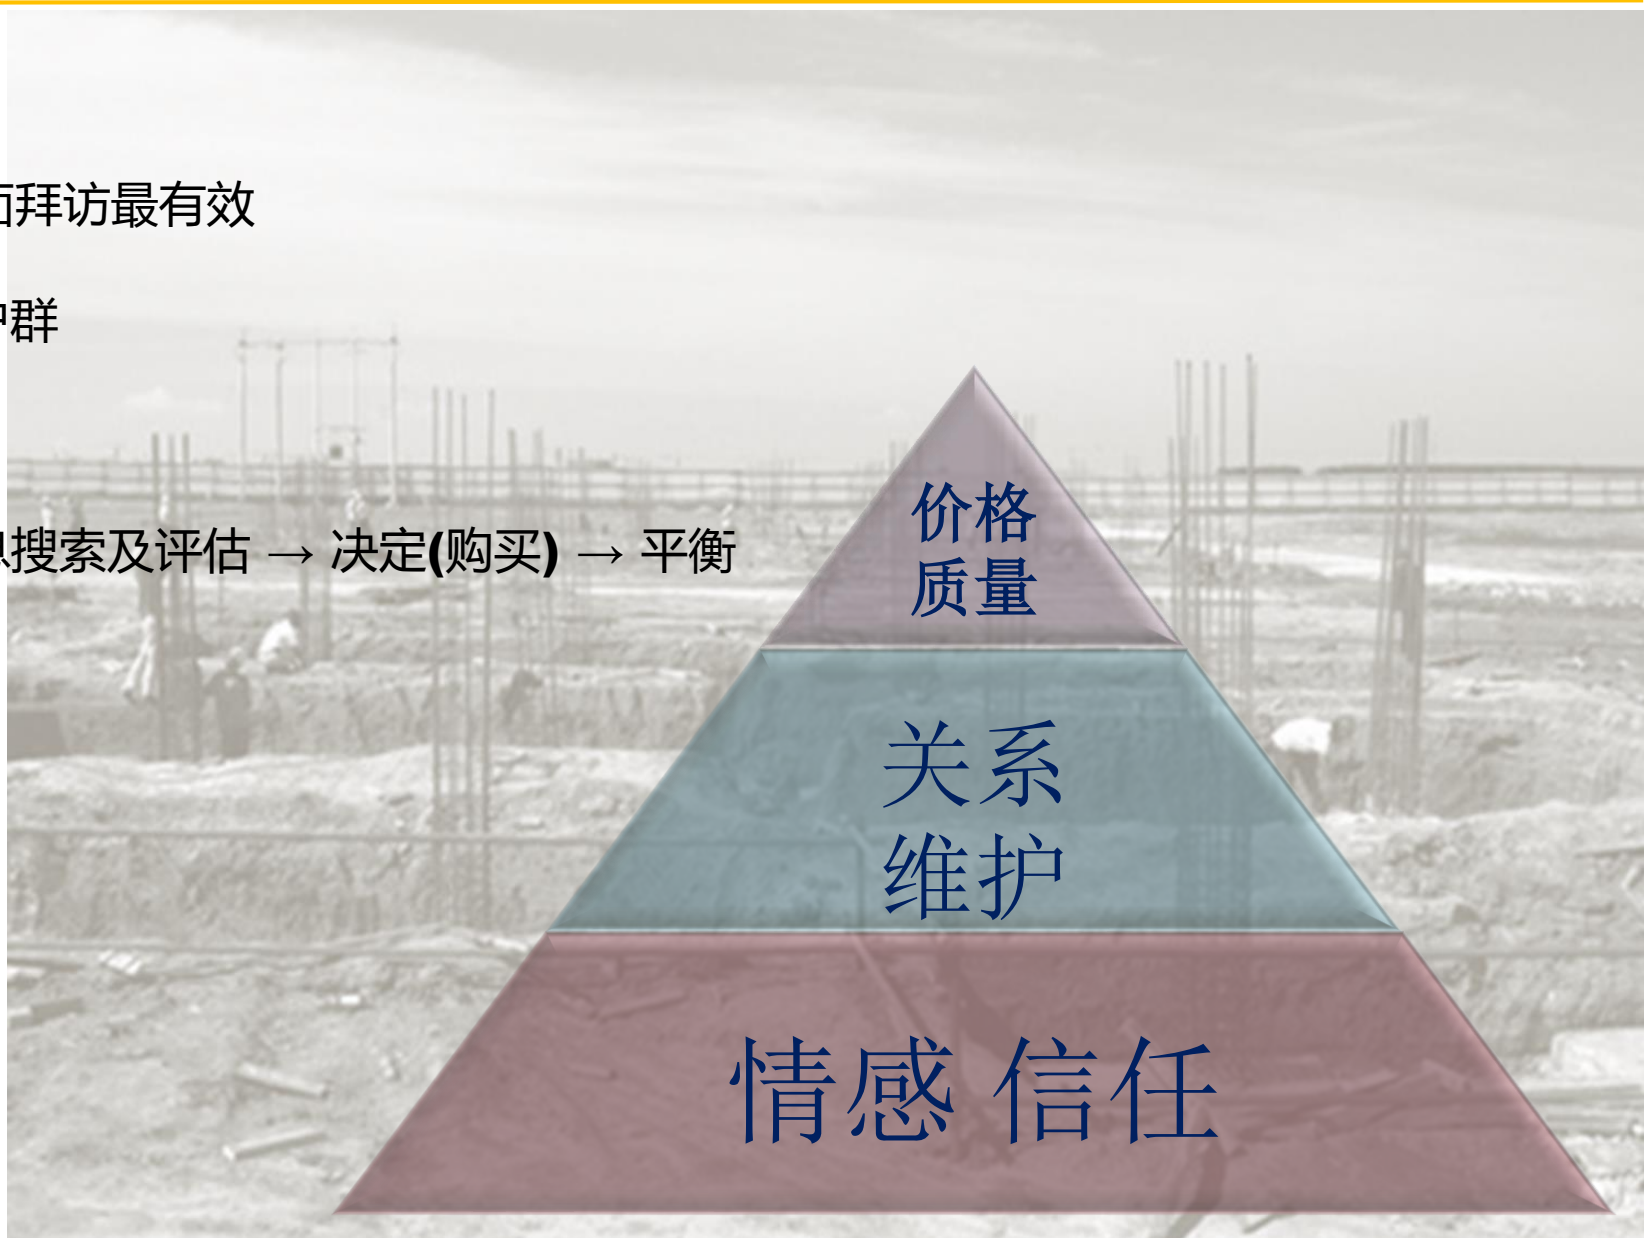 拜访最有效
群
搜索及评估 → 决定(购买) → 平衡
价格
质量
关系
维护
情感 信任